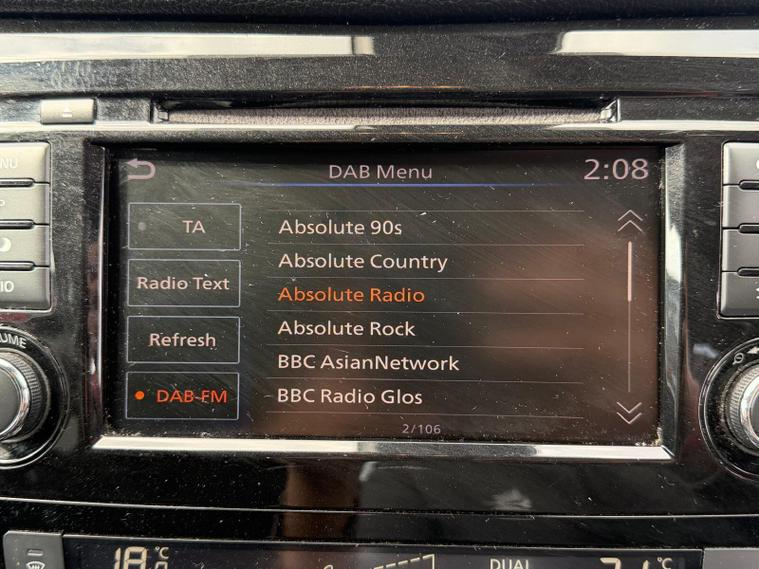 DAB Menu
2:08
TA
Radio Text
Refresh
DAB-FM
Absolute 90s
Absolute Country
Absolute Radio
Absolute Rock
BBC AsianNetwork
BBC Radio Glos
2/106
18
°C
DUAL
°C